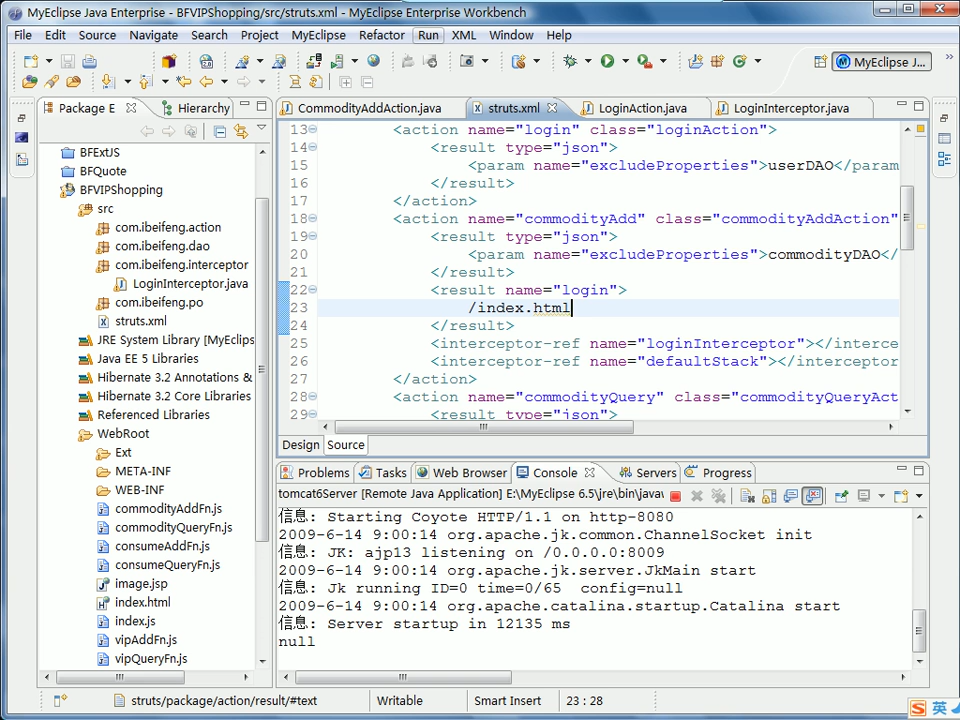 MyEclipse Java Enterprise - BFVIPShopping/src/struts.xml - MyEclipse Enterprise Workbench
File Edit Source Navigate Search Project MyEclipse Refactor Run XML Window Help
MyEclipse J...
Package E
Hierarchy
BFExtJS
BFQuote
BFVIPShopping
src
com.ibeifeng.action
com.ibeifeng.dao
com.ibeifeng.interceptor
LoginInterceptor.java
com.ibeifeng.po
struts.xml
JRE System Library [MyEclips
Java EE 5 Libraries
Hibernate 3.2 Annotations &
Hibernate 3.2 Core Libraries
Referenced Libraries
WebRoot
Ext
META-INF
WEB-INF
commodityAddFn.js
commodityQueryFn.js
consumeAddFn.js
consumeQueryFn.js
image.jsp
index.html
index.js
vipAddFn.js
vipQueryFn.js
CommodityAddAction.java struts.xml LoginAction.java LoginInterceptor.java
13 <action name="login" class="loginAction">
14 <result type="json">
15 <param name="excludeProperties">userDAO</param
16 </result>
17 </action>
18 <action name="commodityAdd" class="commodityAddAction"
19 <result type="json">
20 <param name="excludeProperties">commodityDAO</
21 </result>
22 <result name="login">
23 /index.html
24 </result>
25 <interceptor-ref name="loginInterceptor"></interce
26 <interceptor-ref name="defaultStack"></interceptor
27 </action>
28 <action name="commodityQuery" class="commodityQueryAct
29 <result type="json">
Design Source
Problems Tasks Web Browser Console Servers Progress
tomcat6Server [Remote Java Application] E:\MyEclipse 6.5\jre\bin\javaw
信息: Starting Coyote HTTP/1.1 on http-8080
2009-6-14 9:00:14 org.apache.jk.common.ChannelSocket init
信息: JK: ajp13 listening on /0.0.0.0:8009
2009-6-14 9:00:14 org.apache.jk.server.JkMain start
信息: Jk running ID=0 time=0/65 config=null
2009-6-14 9:00:14 org.apache.catalina.startup.Catalina start
信息: Server startup in 12135 ms
null
struts/package/action/result/#text Writable Smart Insert 23 : 28
S 英